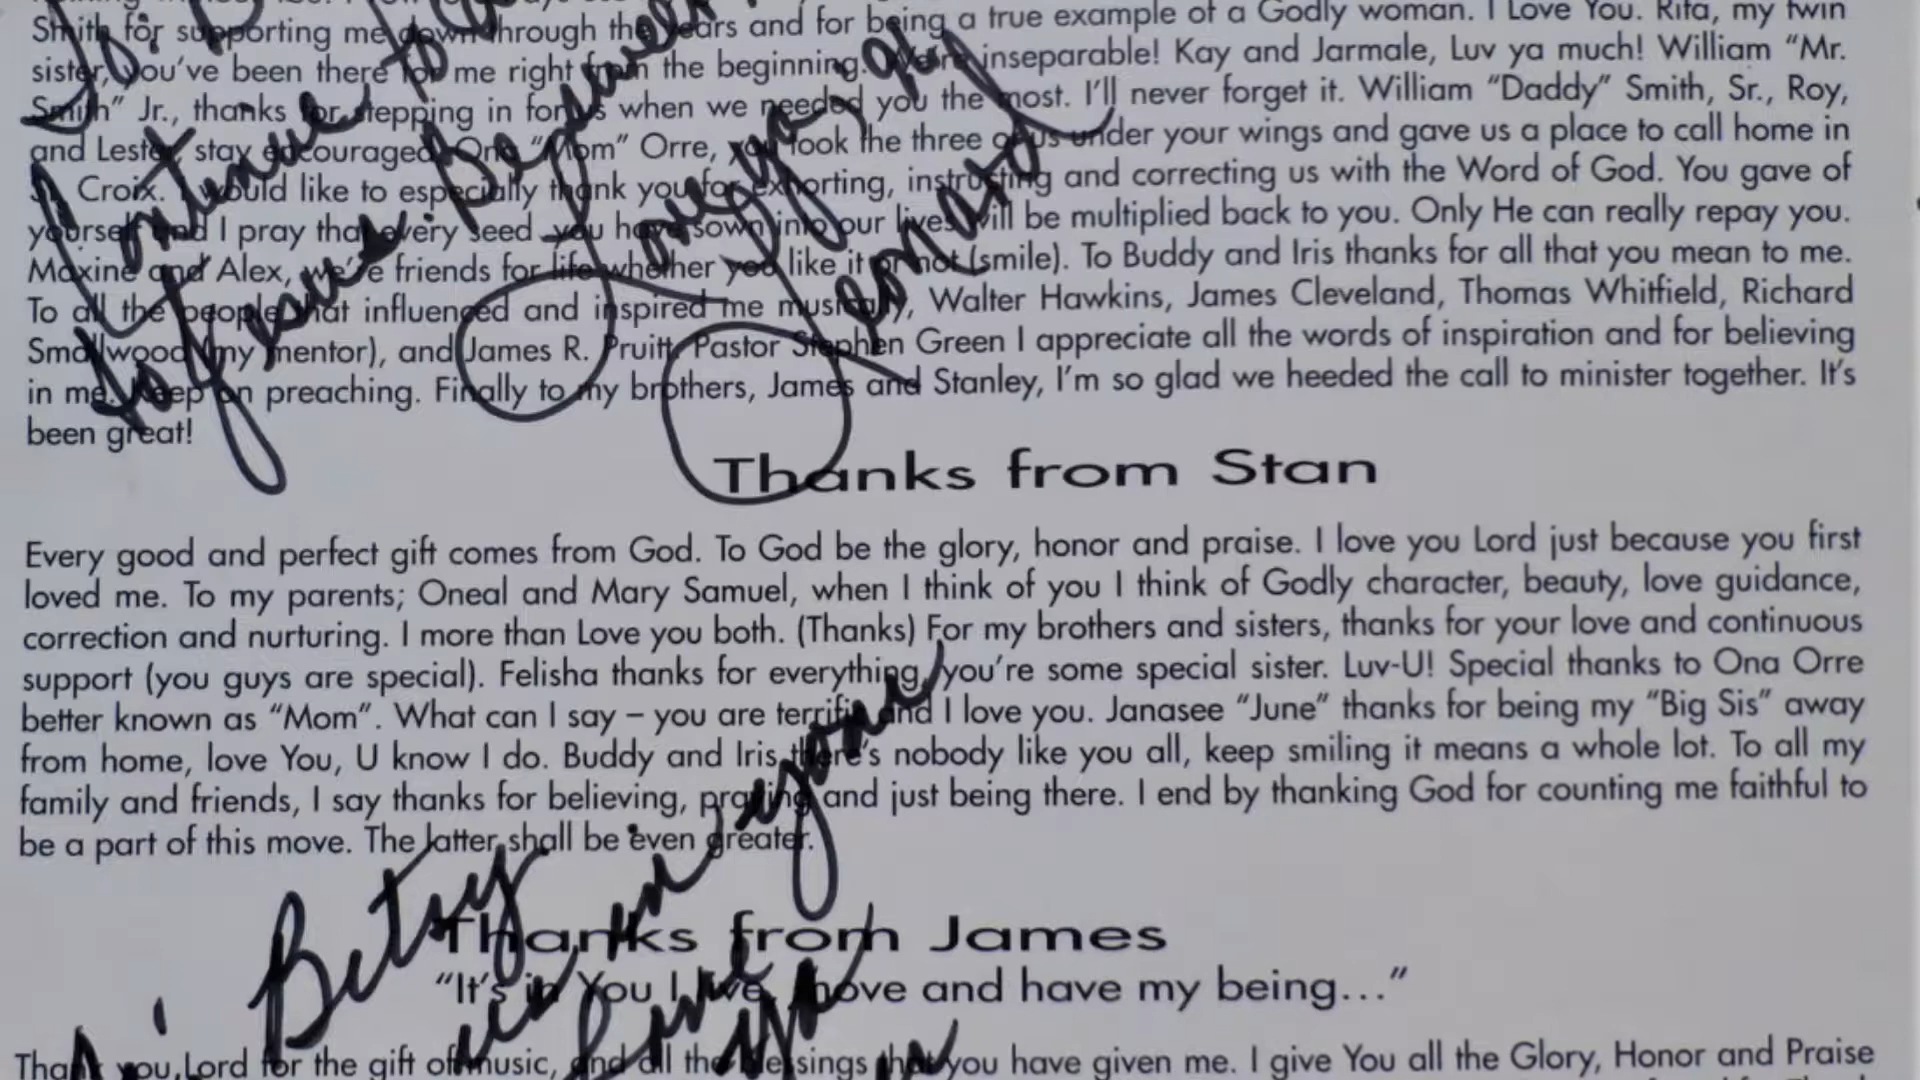 Smith for supporting me down through the years and for being a true example of a Godly woman. I Love You. Rita, my twin
sister, you've been there for me right from the beginning. We're inseparable! Kay and Jarmale, Luv ya much! William “Mr.
Smith” Jr., thanks for stepping in for us when we needed you the most. I'll never forget it. William “Daddy” Smith, Sr., Roy,
and Lester, stay encouraged. Ona “Mom” Orre, you took the three of us under your wings and gave us a place to call home in
St. Croix. I would like to especially thank you for exhorting, instructing and correcting us with the Word of God. You gave of
yourself and I pray that every seed you have sown into our lives will be multiplied back to you. Only He can really repay you.
Maxine and Alex, we're friends for life whether you like it or not (smile). To Buddy and Iris thanks for all that you mean to me.
To all the people that influenced and inspired me musically, Walter Hawkins, James Cleveland, Thomas Whitfield, Richard
Smallwood (my mentor), and James R. Pruitt. Pastor Stephen Green I appreciate all the words of inspiration and for believing
in me. Keep on preaching. Finally to my brothers, James and Stanley, I'm so glad we heeded the call to minister together. It's
been great!
Continue to
to Jesus
Love ya,
Leonard
Thanks from Stan
Every good and perfect gift comes from God. To God be the glory, honor and praise. I love you Lord just because you first
loved me. To my parents; Oneal and Mary Samuel, when I think of you I think of Godly character, beauty, love guidance,
correction and nurturing. I more than Love you both. (Thanks) For my brothers and sisters, thanks for your love and continuous
support (you guys are special). Felisha thanks for everything, you're some special sister. Luv-U! Special thanks to Ona Orre
better known as “Mom”. What can I say – you are terrific and I love you. Janasee “June” thanks for being my “Big Sis” away
from home, love You, U know I do. Buddy and Iris, there's nobody like you all, keep smiling it means a whole lot. To all my
family and friends, I say thanks for believing, praying and just being there. I end by thanking God for counting me faithful to
be a part of this move. The latter shall be even greater.
Hi Betsy
Thanks from James
“It's in You I live, move and have my being...”
Thank you Lord for the gift of music, and all the blessings that you have given me. I give You all the Glory, Honor and Praise